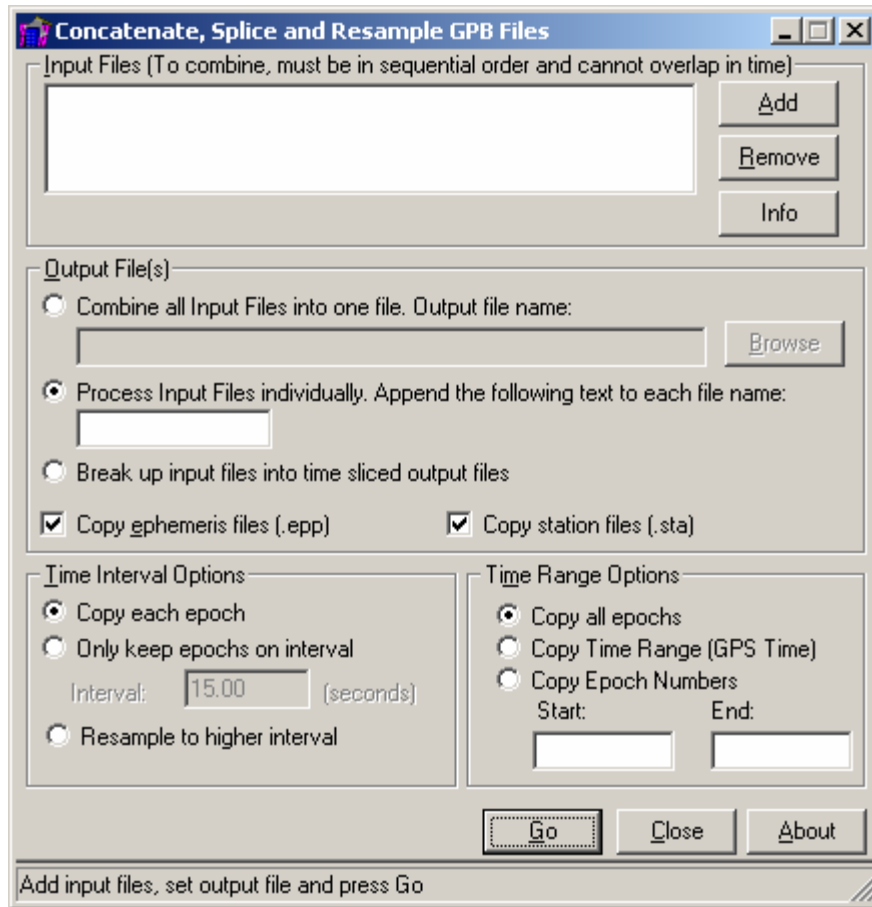 Concatenate, Splice and Resample GPB Files
Input Files (To combine, must be in sequential order and cannot overlap in time)
Add
Remove
Info
Output File(s)
Combine all Input Files into one file. Output file name:
Browse
Process Input Files individually. Append the following text to each file name:
Break up input files into time sliced output files
Copy ephemeris files (.epp) Copy station files (.sta)
Time Interval Options
Copy each epoch
Only keep epochs on interval
Interval: 15.00 (seconds)
Resample to higher interval
Time Range Options
Copy all epochs
Copy Time Range (GPS Time)
Copy Epoch Numbers
Start: End:
Go Close About
Add input files, set output file and press Go